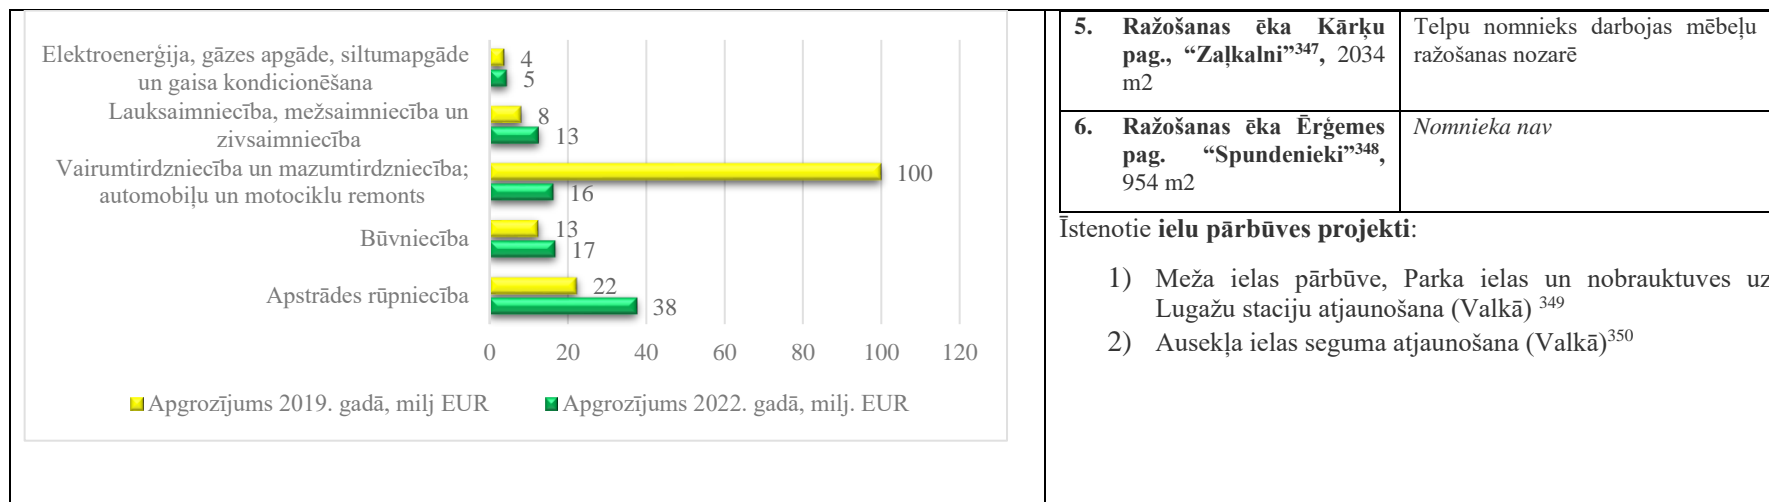 Elektroenerģija, gāzes apgāde, siltumapgāde
un gaisa kondicionēšana
4
5
Lauksaimniecība, mežsaimniecība un
zivsaimniecība
8
13
Vairumtirdzniecība un mazumtirdzniecība;
automobiļu un motociklu remonts
100
16
Būvniecība
13
17
Apstrādes rūpniecība
22
38
0 20 40 60 80 100 120
Apgrozījums 2019. gadā, milj EUR Apgrozījums 2022. gadā, milj. EUR
5. Ražošanas ēka Kārķu
pag., “Zaļkalni”347, 2034
m2
Telpu nomnieks darbojas mēbeļu
ražošanas nozarē
6. Ražošanas ēka Ērģemes
pag. “Spundenieki”348,
954 m2
Nomnieka nav
Īstenotie ielu pārbūves projekti:
1) Meža ielas pārbūve, Parka ielas un nobrauktuves uz
Lugažu staciju atjaunošana (Valkā) 349
2) Ausekļa ielas seguma atjaunošana (Valkā)350